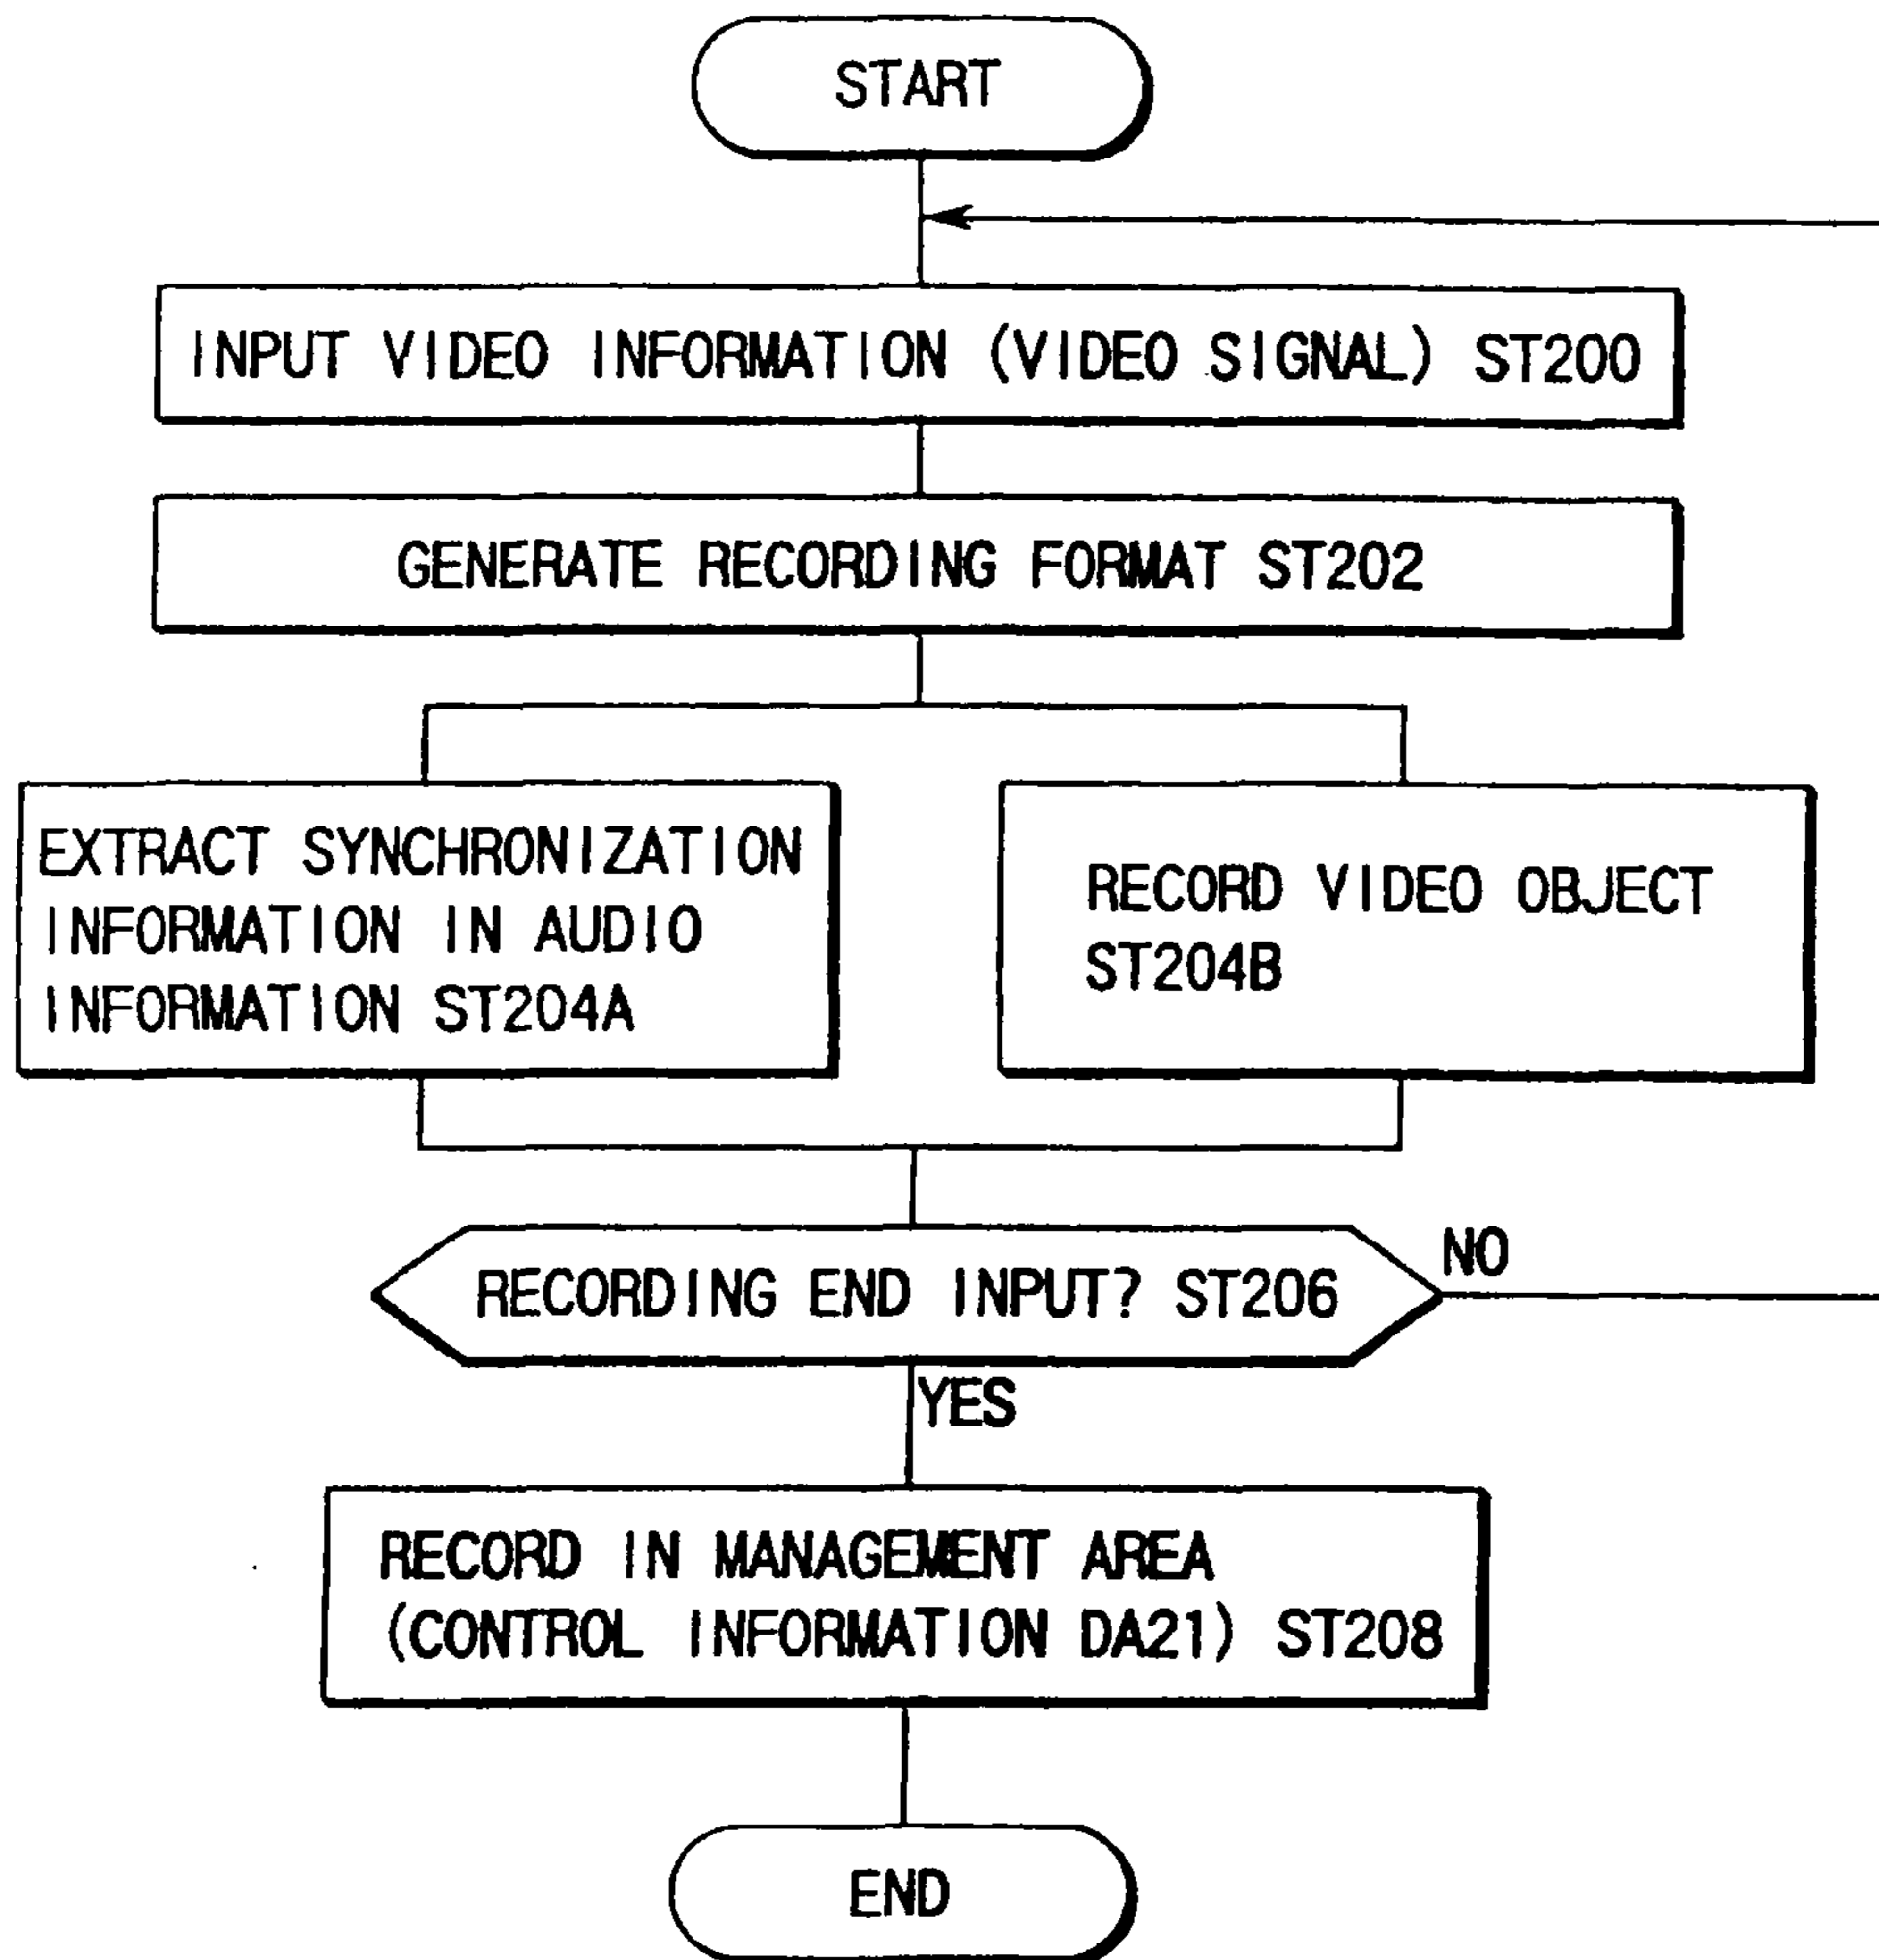 START
INPUT VIDEO INFORMATION (VIDEO SIGNAL) ST200
GENERATE RECORDING FORMAT ST202
EXTRACT SYNCHRONIZATION
INFORMATION IN AUDIO
INFORMATION ST204A
RECORD VIDEO OBJECT
ST204B
RECORDING END INPUT? ST206
NO
YES
RECORD IN MANAGEMENT AREA
(CONTROL INFORMATION DA21) ST208
END